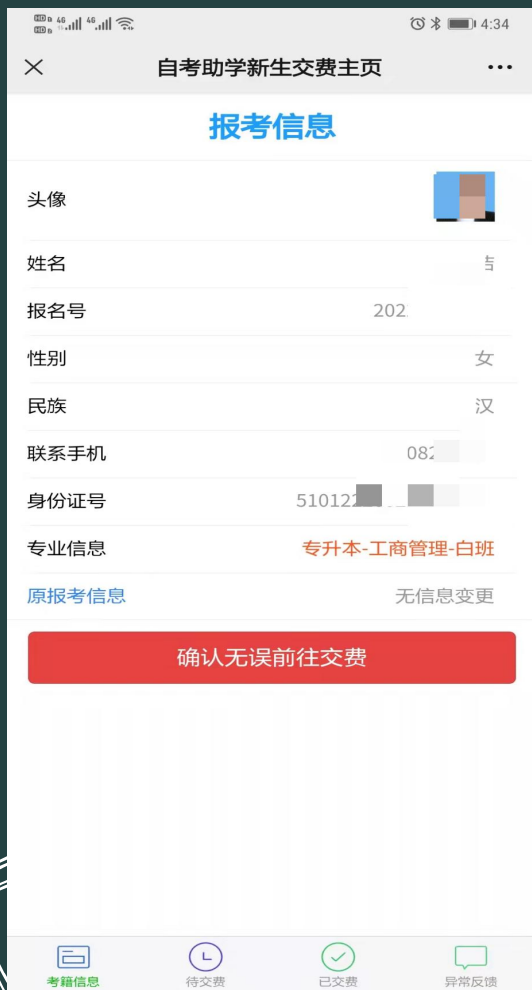 4:34
自考助学新生交费主页
报考信息
头像
姓名
报名号 202
性别 女
民族 汉
联系手机 082
身份证号 51012
专业信息 专升本-工商管理-白班
原报考信息 无信息变更
确认无误前往交费
考籍信息 待交费 已交费 异常反馈